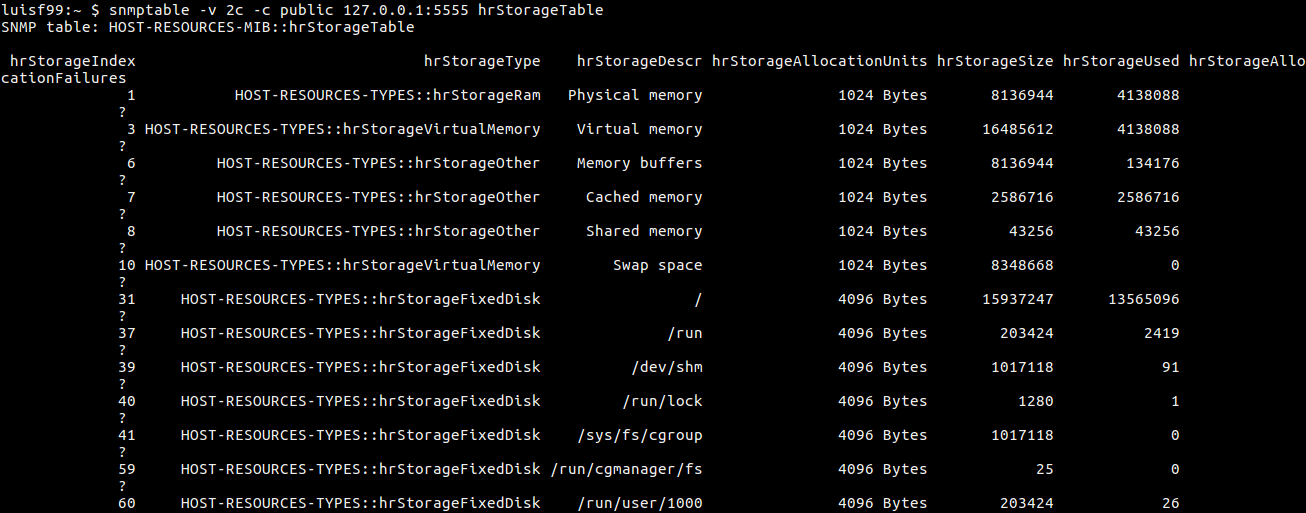 luisf99:~ $ snmptable -v 2c -c public 127.0.0.1:5555 hrStorageTable
SNMP table: HOST-RESOURCES-MIB::hrStorageTable
hrStorageIndex hrStorageType hrStorageDescr hrStorageAllocationUnits hrStorageSize hrStorageUsed hrStorageAllo
cationFailures
1 HOST-RESOURCES-TYPES::hrStorageRam Physical memory 1024 Bytes 8136944 4138088
?
3 HOST-RESOURCES-TYPES::hrStorageVirtualMemory Virtual memory 1024 Bytes 16485612 4138088
?
6 HOST-RESOURCES-TYPES::hrStorageOther Memory buffers 1024 Bytes 8136944 134176
?
7 HOST-RESOURCES-TYPES::hrStorageOther Cached memory 1024 Bytes 2586716 2586716
?
8 HOST-RESOURCES-TYPES::hrStorageOther Shared memory 1024 Bytes 43256 43256
?
10 HOST-RESOURCES-TYPES::hrStorageVirtualMemory Swap space 1024 Bytes 8348668 0
?
31 HOST-RESOURCES-TYPES::hrStorageFixedDisk / 4096 Bytes 15937247 13565096
?
37 HOST-RESOURCES-TYPES::hrStorageFixedDisk /run 4096 Bytes 203424 2419
?
39 HOST-RESOURCES-TYPES::hrStorageFixedDisk /dev/shm 4096 Bytes 1017118 91
?
40 HOST-RESOURCES-TYPES::hrStorageFixedDisk /run/lock 4096 Bytes 1280 1
?
41 HOST-RESOURCES-TYPES::hrStorageFixedDisk /sys/fs/cgroup 4096 Bytes 1017118 0
?
59 HOST-RESOURCES-TYPES::hrStorageFixedDisk /run/cgmanager/fs 4096 Bytes 25 0
?
60 HOST-RESOURCES-TYPES::hrStorageFixedDisk /run/user/1000 4096 Bytes 203424 26